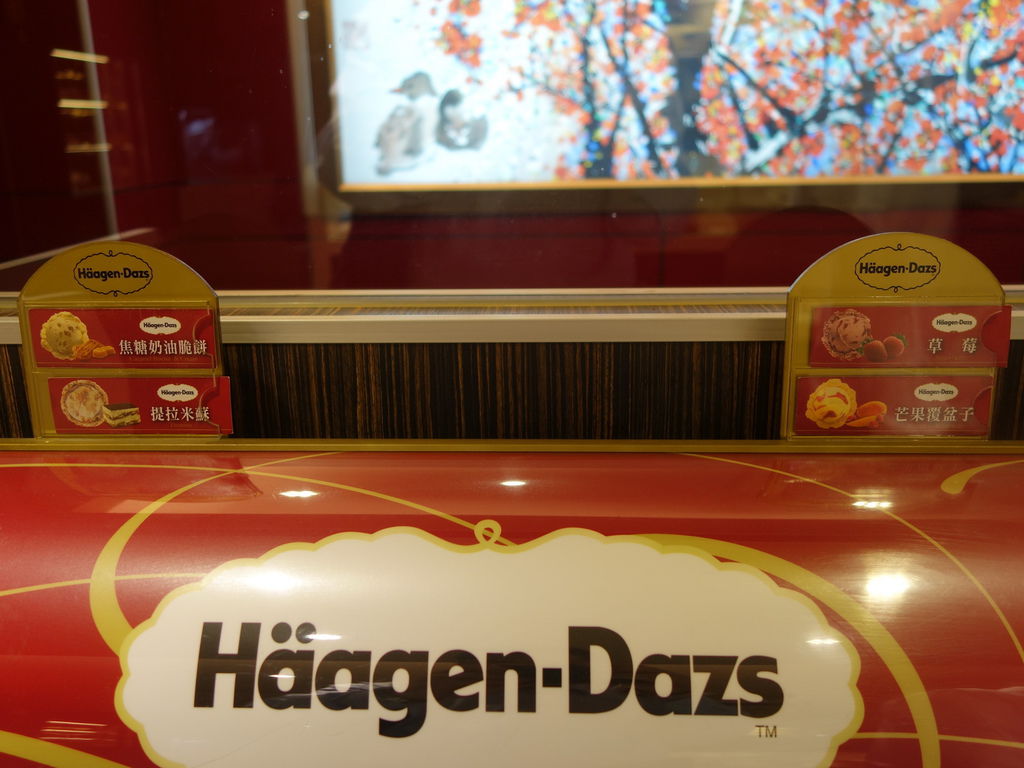 Häagen-Dazs
Häagen-Dazs
焦糖奶油脆餅
Häagen-Dazs
提拉米蘇
Häagen-Dazs
Häagen-Dazs
草莓
Häagen-Dazs
芒果覆盆子
Häagen-Dazs
TM